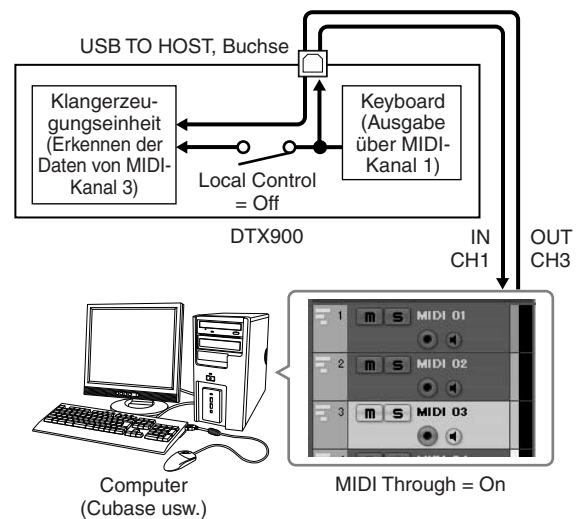 USB TO HOST, Buchse
Klangerzeu-
gungseinheit
(Erkennen der
Daten von MIDI-
Kanal 3)
Keyboard
(Ausgabe
über MIDI-
Kanal 1)
Local Control
= Off
DTX900
IN
CH1
OUT
CH3
1 m S MIDI 01
2 m S MIDI 02
3 m S MIDI 03
Computer
(Cubase usw.)
MIDI Through = On